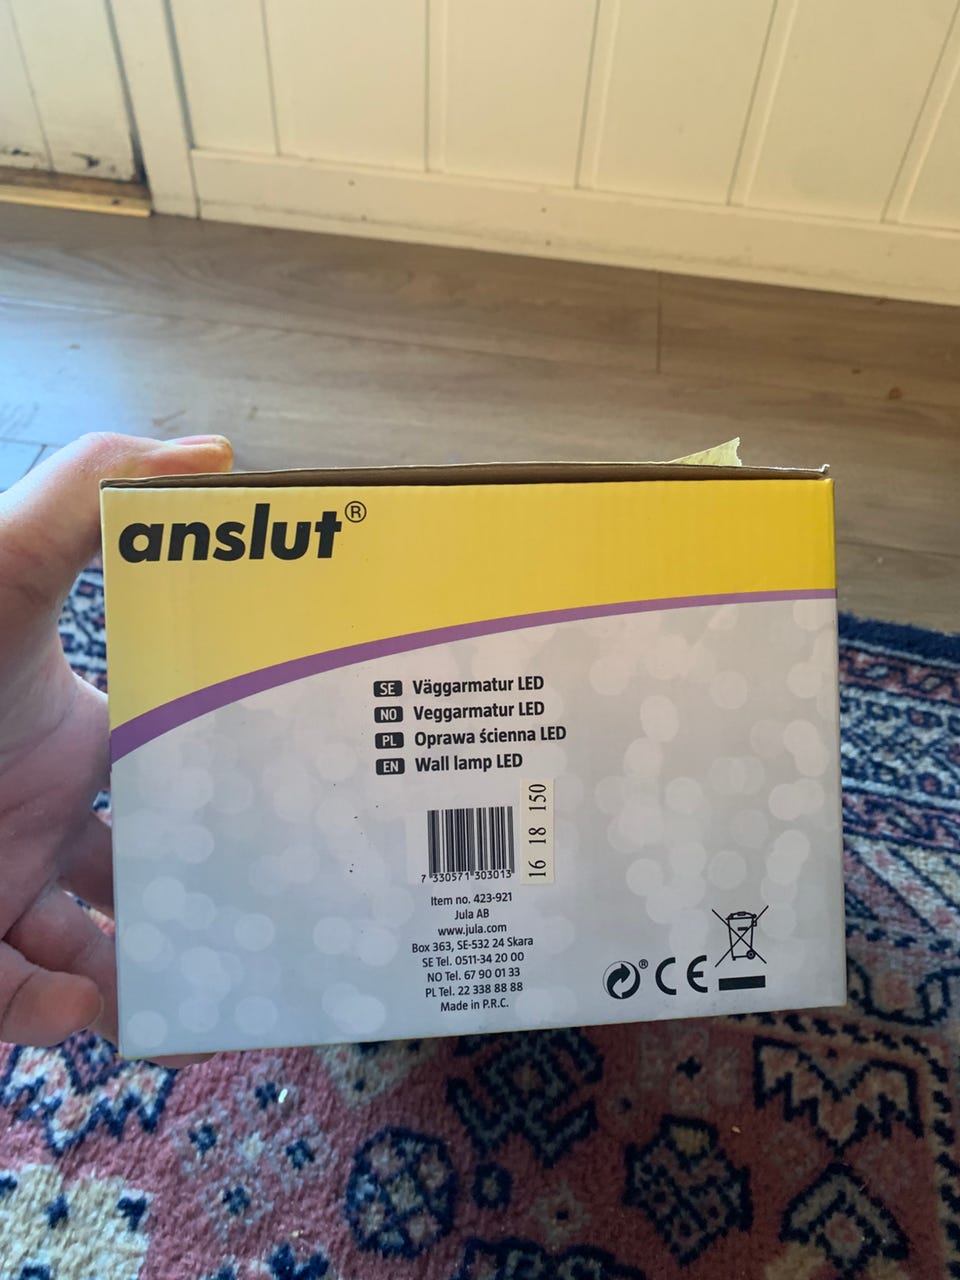 anslut®
SE Väggarmatur LED
NO Veggarmatur LED
PL Oprawa ścienna LED
EN Wall lamp LED
16 18 150
7 330571 303013
Item no. 423-921
Jula AB
www.jula.com
Box 363, SE-532 24 Skara
SE Tel. 0511-34 20 00
NO Tel. 67 90 01 33
PL Tel. 22 338 88 88
Made in P.R.C.
® CE